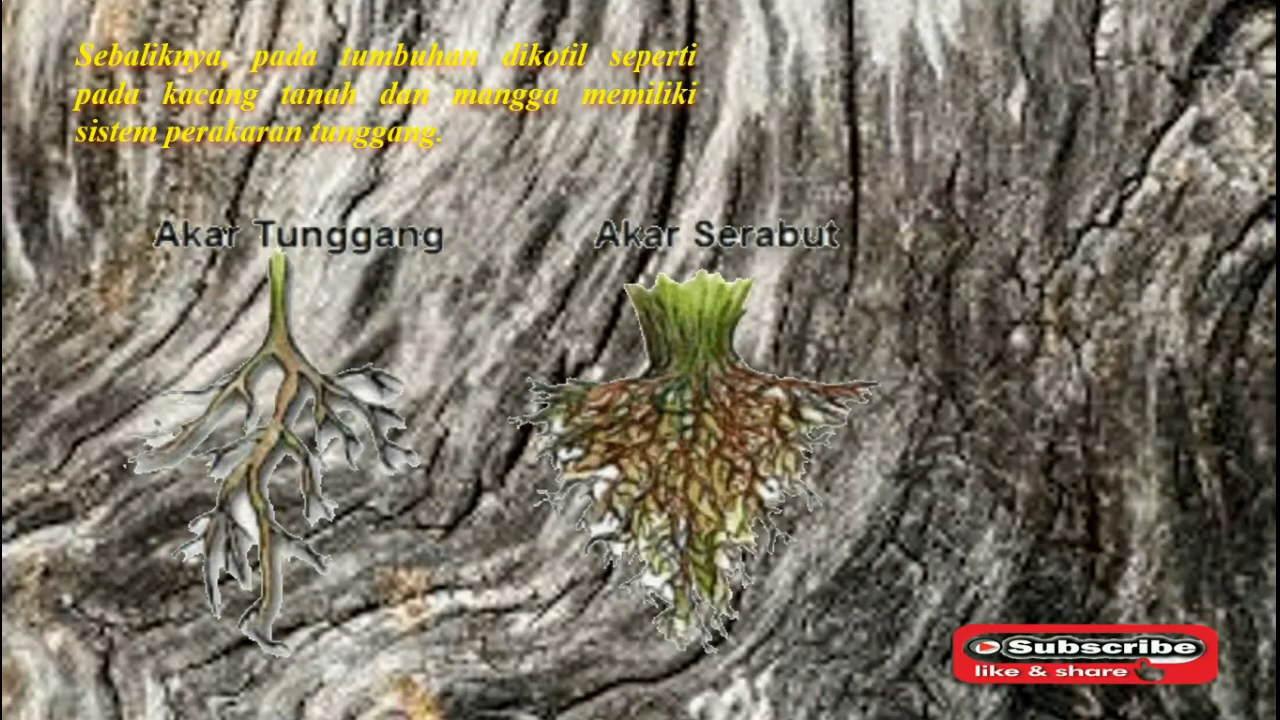 Sebaliknya, pada tumbuhan dikotil seperti
pada kacang tanah dan mangga memiliki
sistem perakaran tunggang.
Akar Tunggang
Akar Serabut
Subscribe
like & share